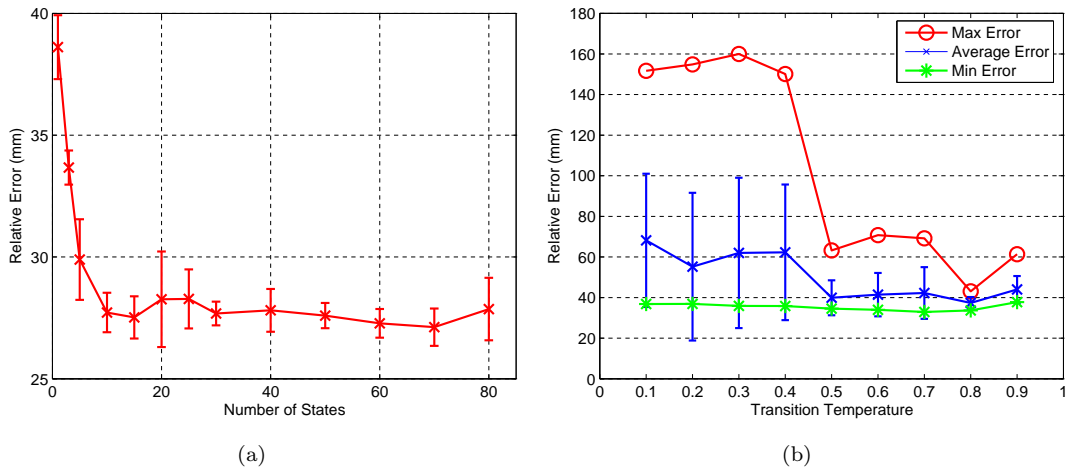 40
35
30
25
Relative Error (mm)
0 20 40 60 80
Number of States
(a)
180
160
140
120
100
80
60
40
20
0
Relative Error (mm)
Max Error
Average Error
Min Error
0 0.1 0.2 0.3 0.4 0.5 0.6 0.7 0.8 0.9 1
Transition Temperature
(b)